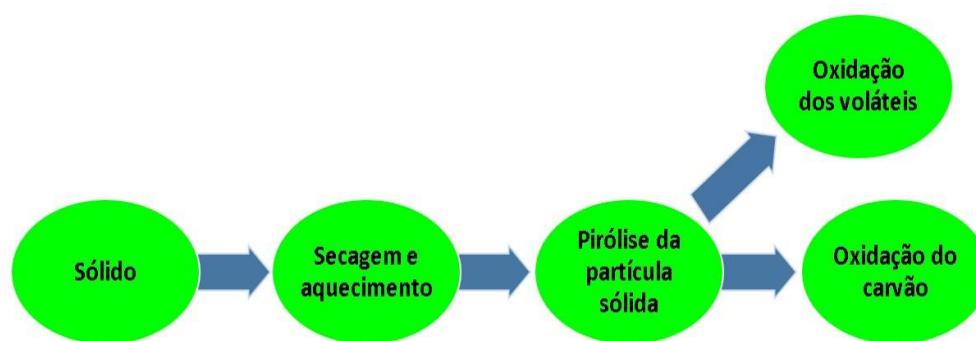 Sólido
Secagem e
aquecimento
Pirólise da
partícula
sólida
Oxidação
dos voláteis
Oxidação do
carvão